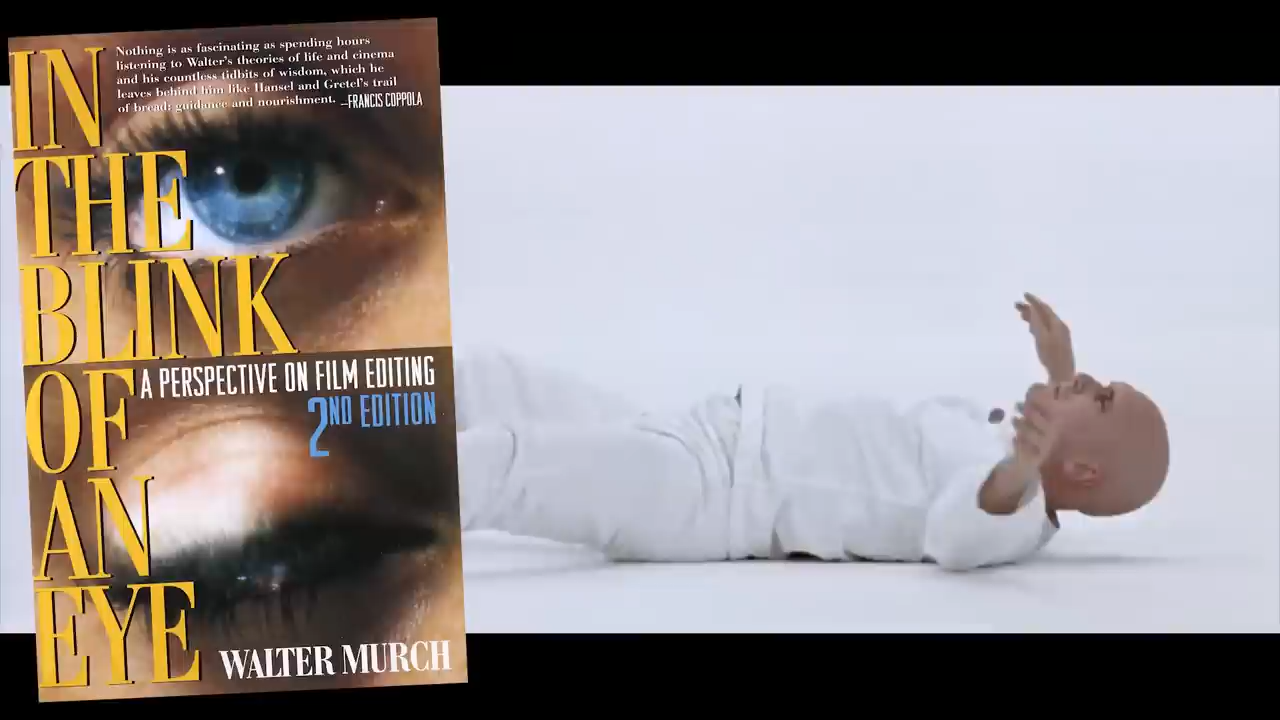 Nothing is as fascinating as spending hours
listening to Walter's theories of life and cinema
and his countless tidbits of wisdom, which he
leaves behind him like Hansel and Gretel's trail
of bread: guidance and nourishment. —FRANCIS COPPOLA
IN
THE
BLINK
OF
AN
EYE
A PERSPECTIVE ON FILM EDITING
2ND EDITION
WALTER MURCH